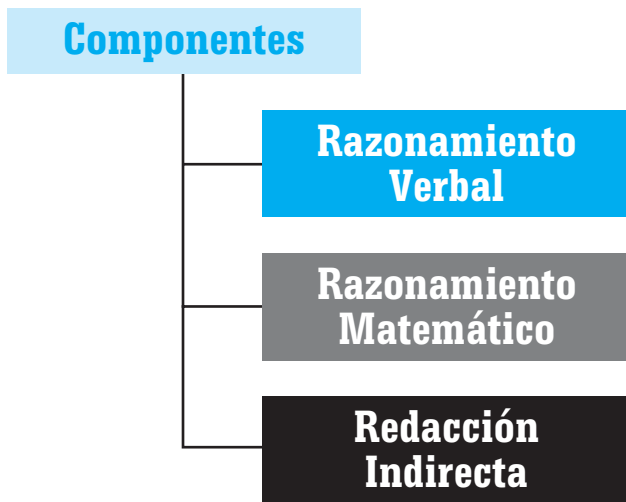 Componentes
Razonamiento
Verbal
Razonamiento
Matemático
Redacción
Indirecta